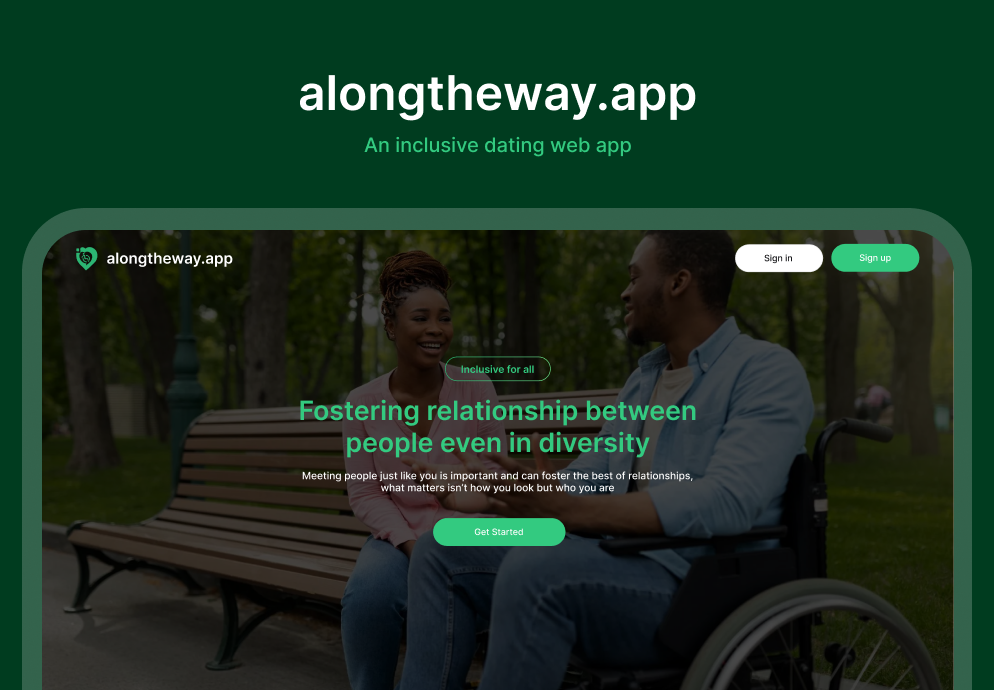 alongtheway.app
An inclusive dating web app
alongtheway.app
Sign in
Sign up
Inclusive for all
Fostering relationship between
people even in diversity
Meeting people just like you is important and can foster the best of relationships,
what matters isn't how you look but who you are
Get Started